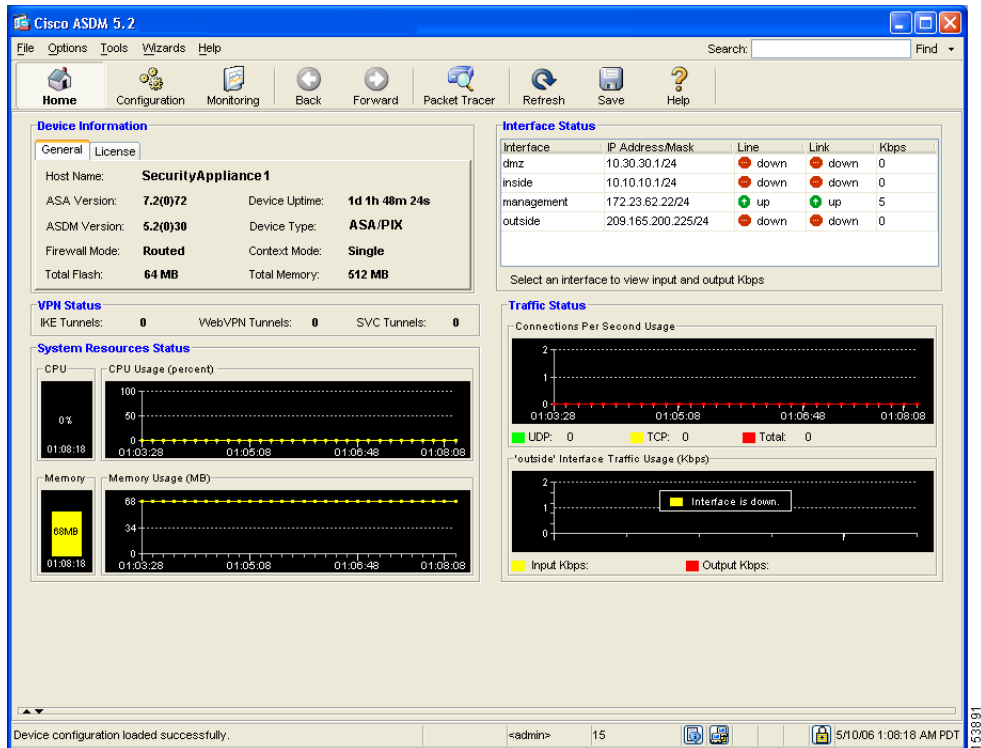 Cisco ASDM 5.2
File Options Tools Wizards Help Search: Find
Home Configuration Monitoring Back Forward Packet Tracer Refresh Save Help
Device Information
General License
Host Name: SecurityAppliance1
ASA Version: 7.2(0)72 Device Uptime: 1d 1h 48m 24s
ASDM Version: 5.2(0)30 Device Type: ASA/PIX
Firewall Mode: Routed Context Mode: Single
Total Flash: 64 MB Total Memory: 512 MB
Interface Status
Interface IP Address/Mask Line Link Kbps
dmz 10.30.30.1/24 down down 0
inside 10.10.10.1/24 down down 0
management 172.23.62.22/24 up up 5
outside 209.165.200.225/24 down down 0
Select an interface to view input and output Kbps
VPN Status
IKE Tunnels: 0 WebVPN Tunnels: 0 SVC Tunnels: 0
System Resources Status
CPU
0%
01:08:18
CPU Usage (percent)
100
50
0
01:03:28 01:05:08 01:06:48 01:08:08
Memory
68MB
01:08:18
Memory Usage (MB)
68
34
0
01:03:28 01:05:08 01:06:48 01:08:08
Traffic Status
Connections Per Second Usage
2
1
0
01:03:28 01:05:08 01:06:48 01:08:08
UDP: 0 TCP: 0 Total: 0
'outside' Interface Traffic Usage (Kbps)
2
1
0
Interface is down.
Input Kbps: Output Kbps:
Device configuration loaded successfully. <admin> 15 5/10/06 1:08:18 AM PDT
153891